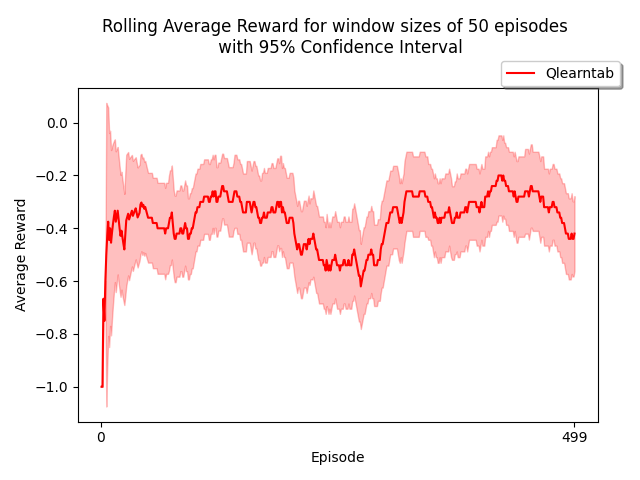 Rolling Average Reward for window sizes of 50 episodes
with 95% Confidence Interval
Qlearntab
Average Reward
0.0
−0.2
−0.4
−0.6
−0.8
−1.0
0
499
Episode